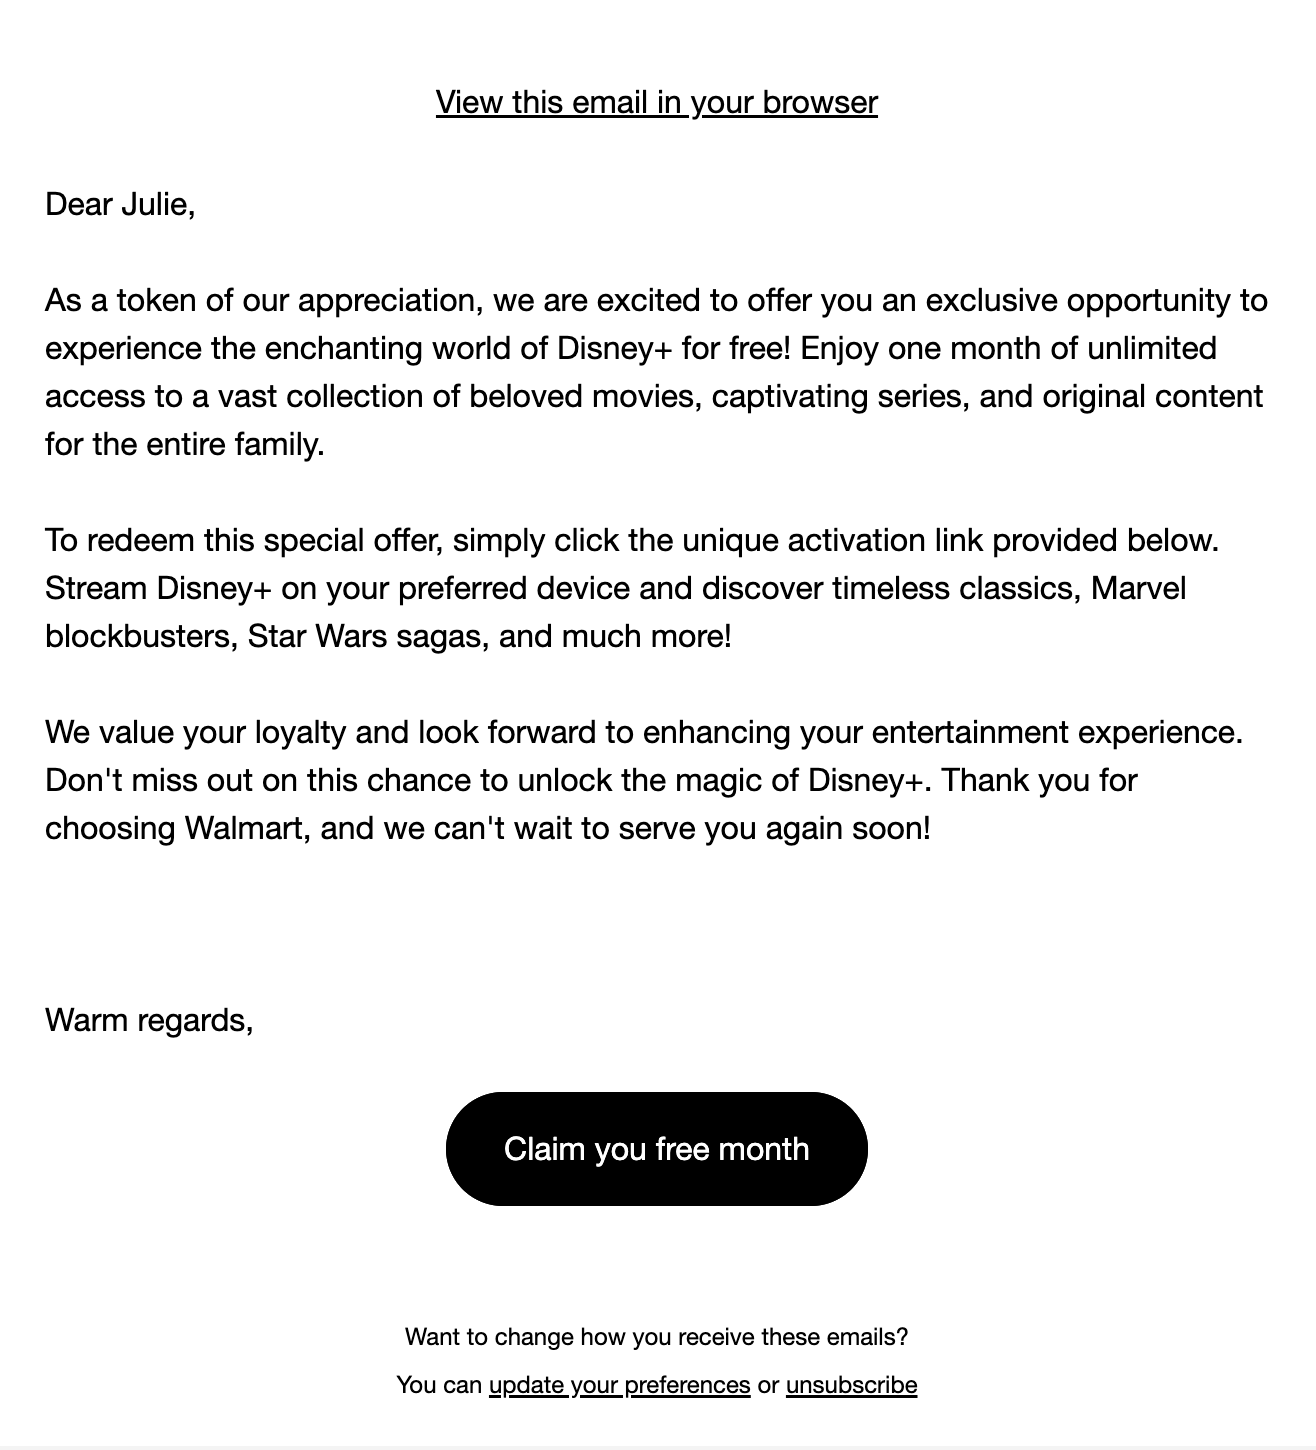 View this email in your browser
Dear Julie,
As a token of our appreciation, we are excited to offer you an exclusive opportunity to
experience the enchanting world of Disney+ for free! Enjoy one month of unlimited
access to a vast collection of beloved movies, captivating series, and original content
for the entire family.
To redeem this special offer, simply click the unique activation link provided below.
Stream Disney+ on your preferred device and discover timeless classics, Marvel
blockbusters, Star Wars sagas, and much more!
We value your loyalty and look forward to enhancing your entertainment experience.
Don't miss out on this chance to unlock the magic of Disney+. Thank you for
choosing Walmart, and we can't wait to serve you again soon!
Warm regards,
Claim you free month
Want to change how you receive these emails?
You can update your preferences or unsubscribe